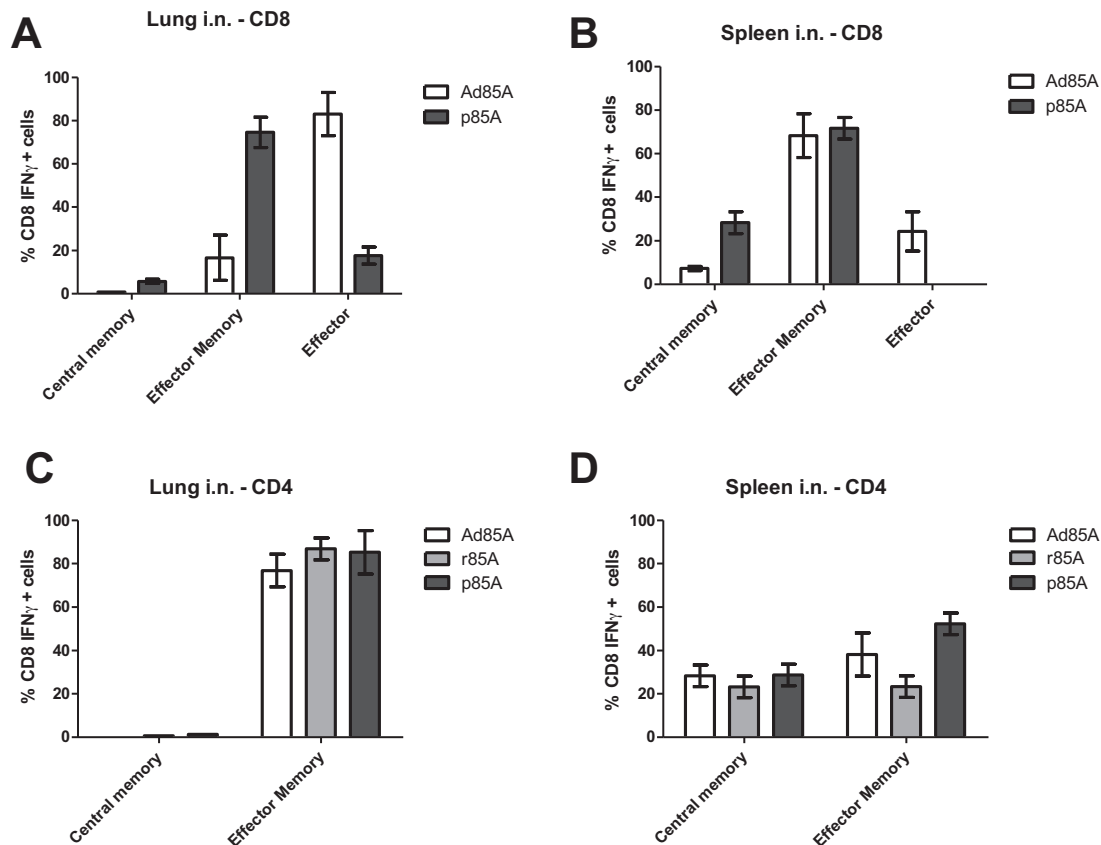 A
Lung i.n. - CD8
% CD8 IFNγ + cells
100
80
60
40
20
0
Central memory
Effector Memory
Effector
Ad85A
p85A
B
Spleen i.n. - CD8
% CD8 IFNγ + cells
100
80
60
40
20
0
Central memory
Effector Memory
Effector
Ad85A
p85A
C
Lung i.n. - CD4
% CD8 IFNγ + cells
100
80
60
40
20
0
Central memory
Effector Memory
Ad85A
r85A
p85A
D
Spleen i.n. - CD4
% CD8 IFNγ + cells
100
80
60
40
20
0
Central memory
Effector Memory
Ad85A
r85A
p85A